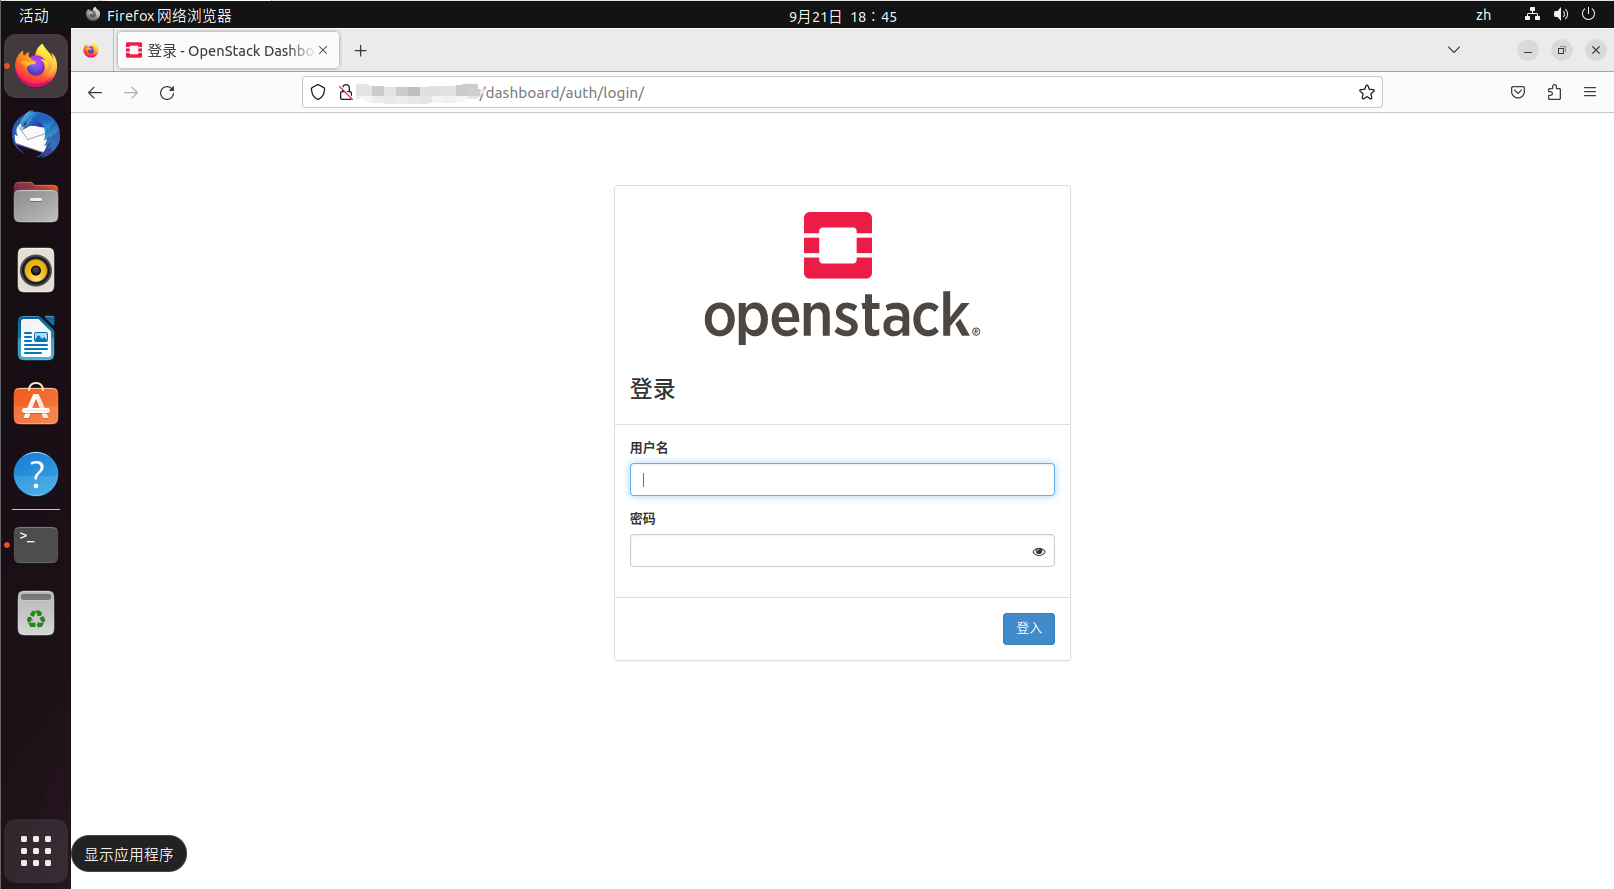 活动
Firefox 网络浏览器
9月21日 18：45
zh
登录 - OpenStack Dashbo
/dashboard/auth/login/
openstack®
登录
用户名
密码
登入
显示应用程序